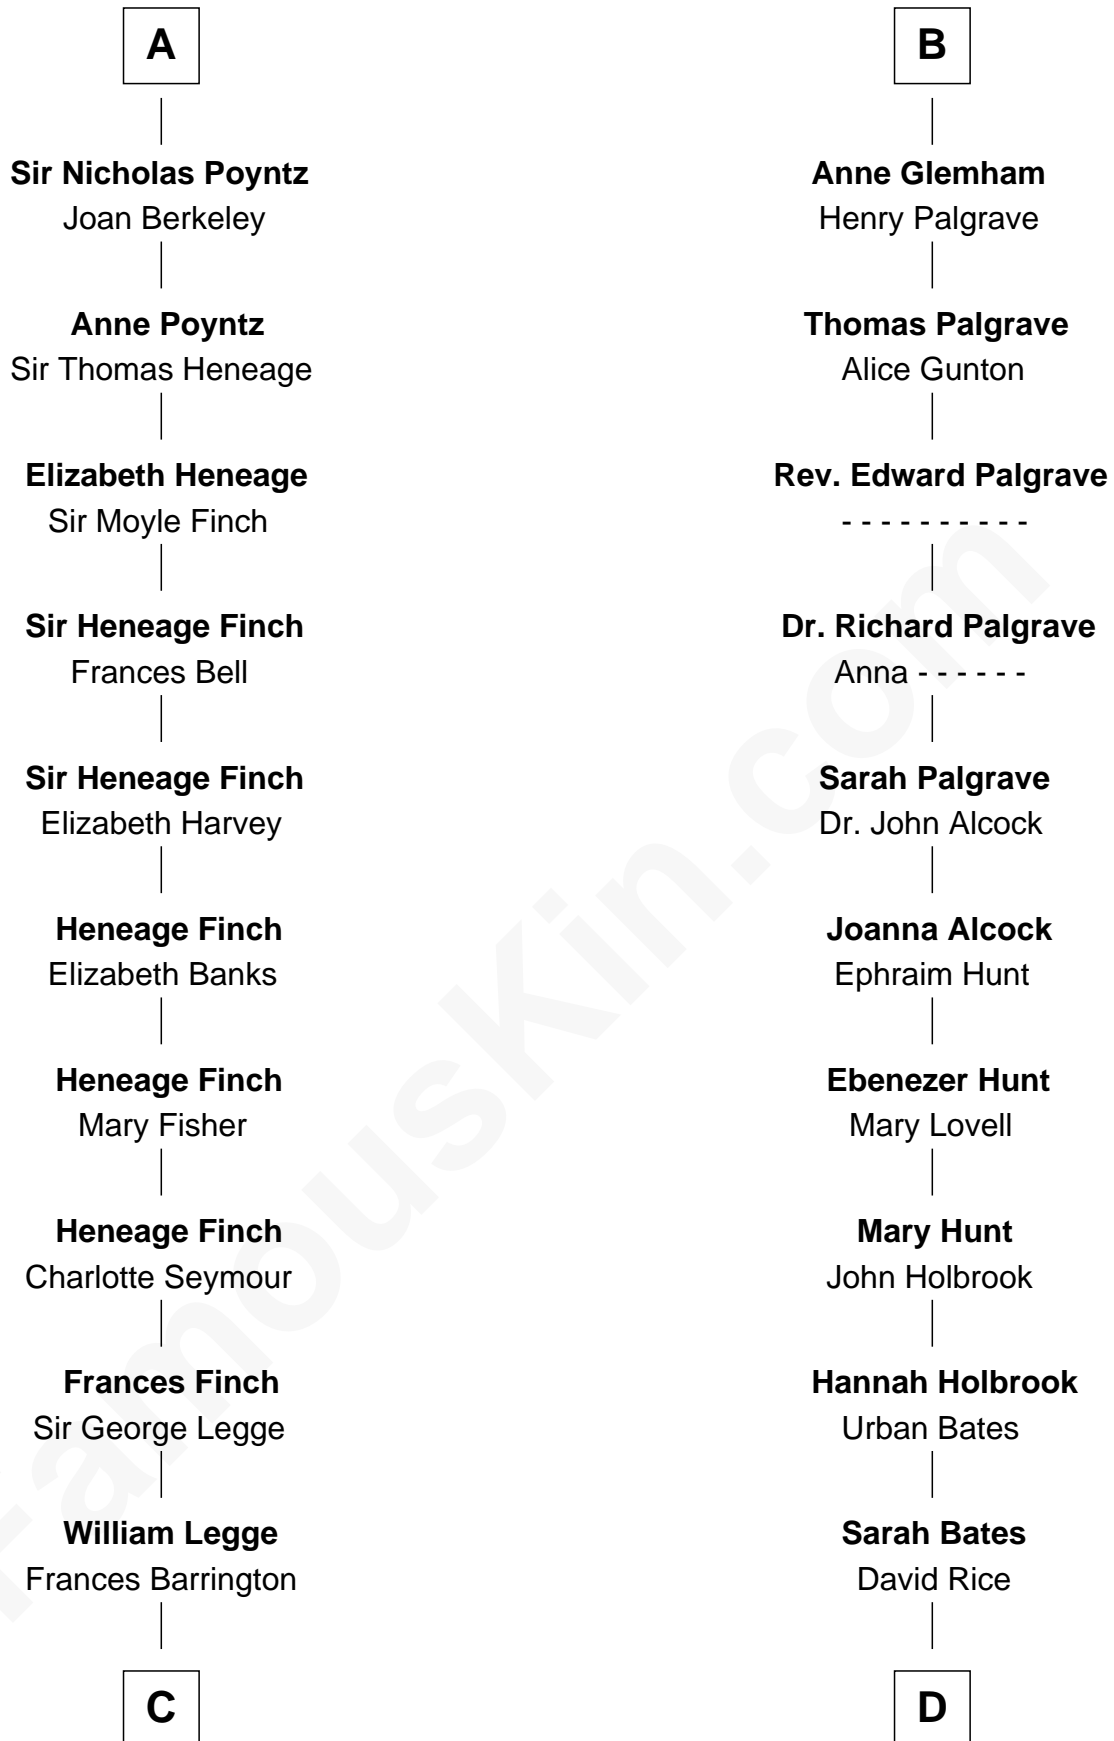 A
Sir Nicholas Poyntz
Joan Berkeley
Anne Poyntz
Sir Thomas Heneage
Elizabeth Heneage
Sir Moyle Finch
Sir Heneage Finch
Frances Bell
Sir Heneage Finch
Elizabeth Harvey
Heneage Finch
Elizabeth Banks
Heneage Finch
Mary Fisher
Heneage Finch
Charlotte Seymour
Frances Finch
Sir George Legge
William Legge
Frances Barrington
C
B
Anne Glemham
Henry Palgrave
Thomas Palgrave
Alice Gunton
Rev. Edward Palgrave
- - - - - - - - - -
Dr. Richard Palgrave
Anna - - - - - -
Sarah Palgrave
Dr. John Alcock
Joanna Alcock
Ephraim Hunt
Ebenezer Hunt
Mary Lovell
Mary Hunt
John Holbrook
Hannah Holbrook
Urban Bates
Sarah Bates
David Rice
D
FamousKin.com